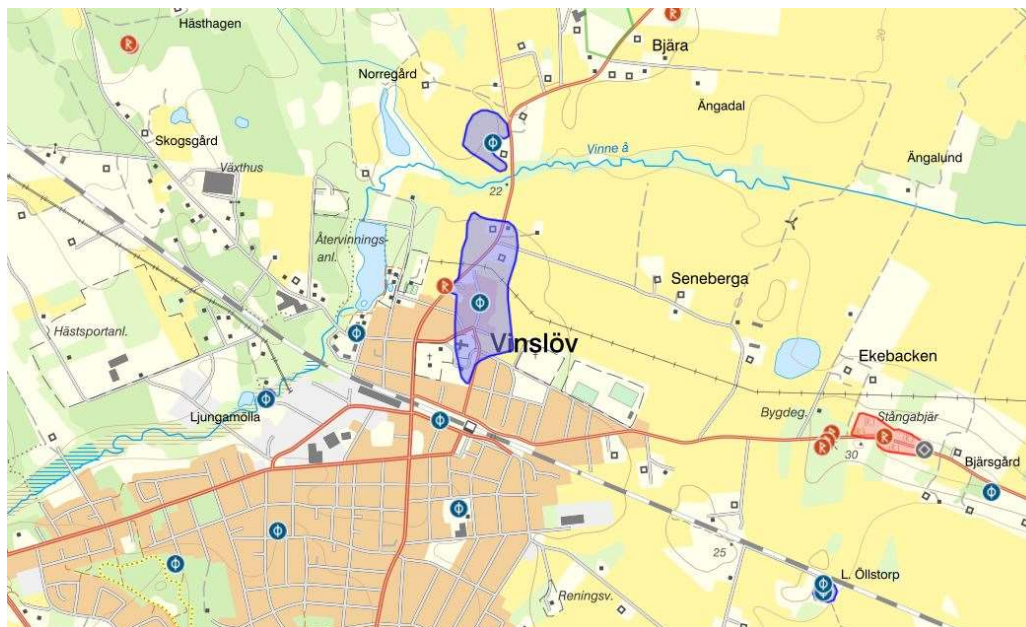 Hästhagen
Bjära
Norregård
Ängadal
Skogsgård
Vinne å
Ängalund
Växthus
22
20
Återvinnings-
anl.
Seneberga
Hästsportanl.
Vinslöv
Ekebacken
Ljungamölla
Bygdeg.
Stångabjär
30
Bjärsgård
25
L. Öllstorp
Reningsv.
R
R
R
R
R